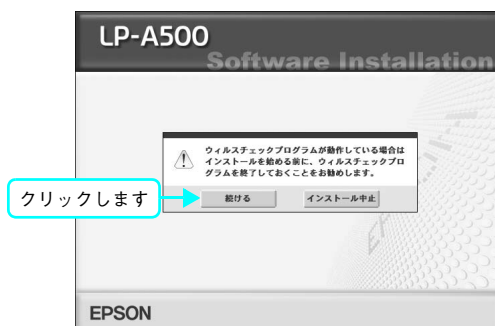 LP-A500
Software Installation
ウィルスチェックプログラムが動作している場合は
インストールを始める前に、ウィルスチェックプロ
グラムを終了しておくことをお勧めします。
クリックします
続ける
インストール中止
EPSON